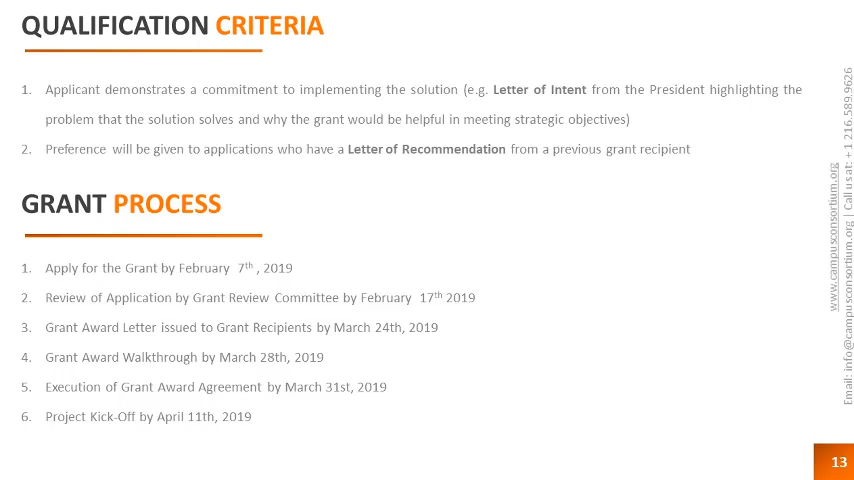 QUALIFICATION CRITERIA
1. Applicant demonstrates a commitment to implementing the solution (e.g. Letter of Intent from the President highlighting the
problem that the solution solves and why the grant would be helpful in meeting strategic objectives)
2. Preference will be given to applications who have a Letter of Recommendation from a previous grant recipient
GRANT PROCESS
1. Apply for the Grant by February 7th , 2019
2. Review of Application by Grant Review Committee by February 17th 2019
3. Grant Award Letter issued to Grant Recipients by March 24th, 2019
4. Grant Award Walkthrough by March 28th, 2019
5. Execution of Grant Award Agreement by March 31st, 2019
6. Project Kick-Off by April 11th, 2019
www.campusconsortium.org
Email: info@campusconsortium.org | Call us at: + 1 216.589.9626
13